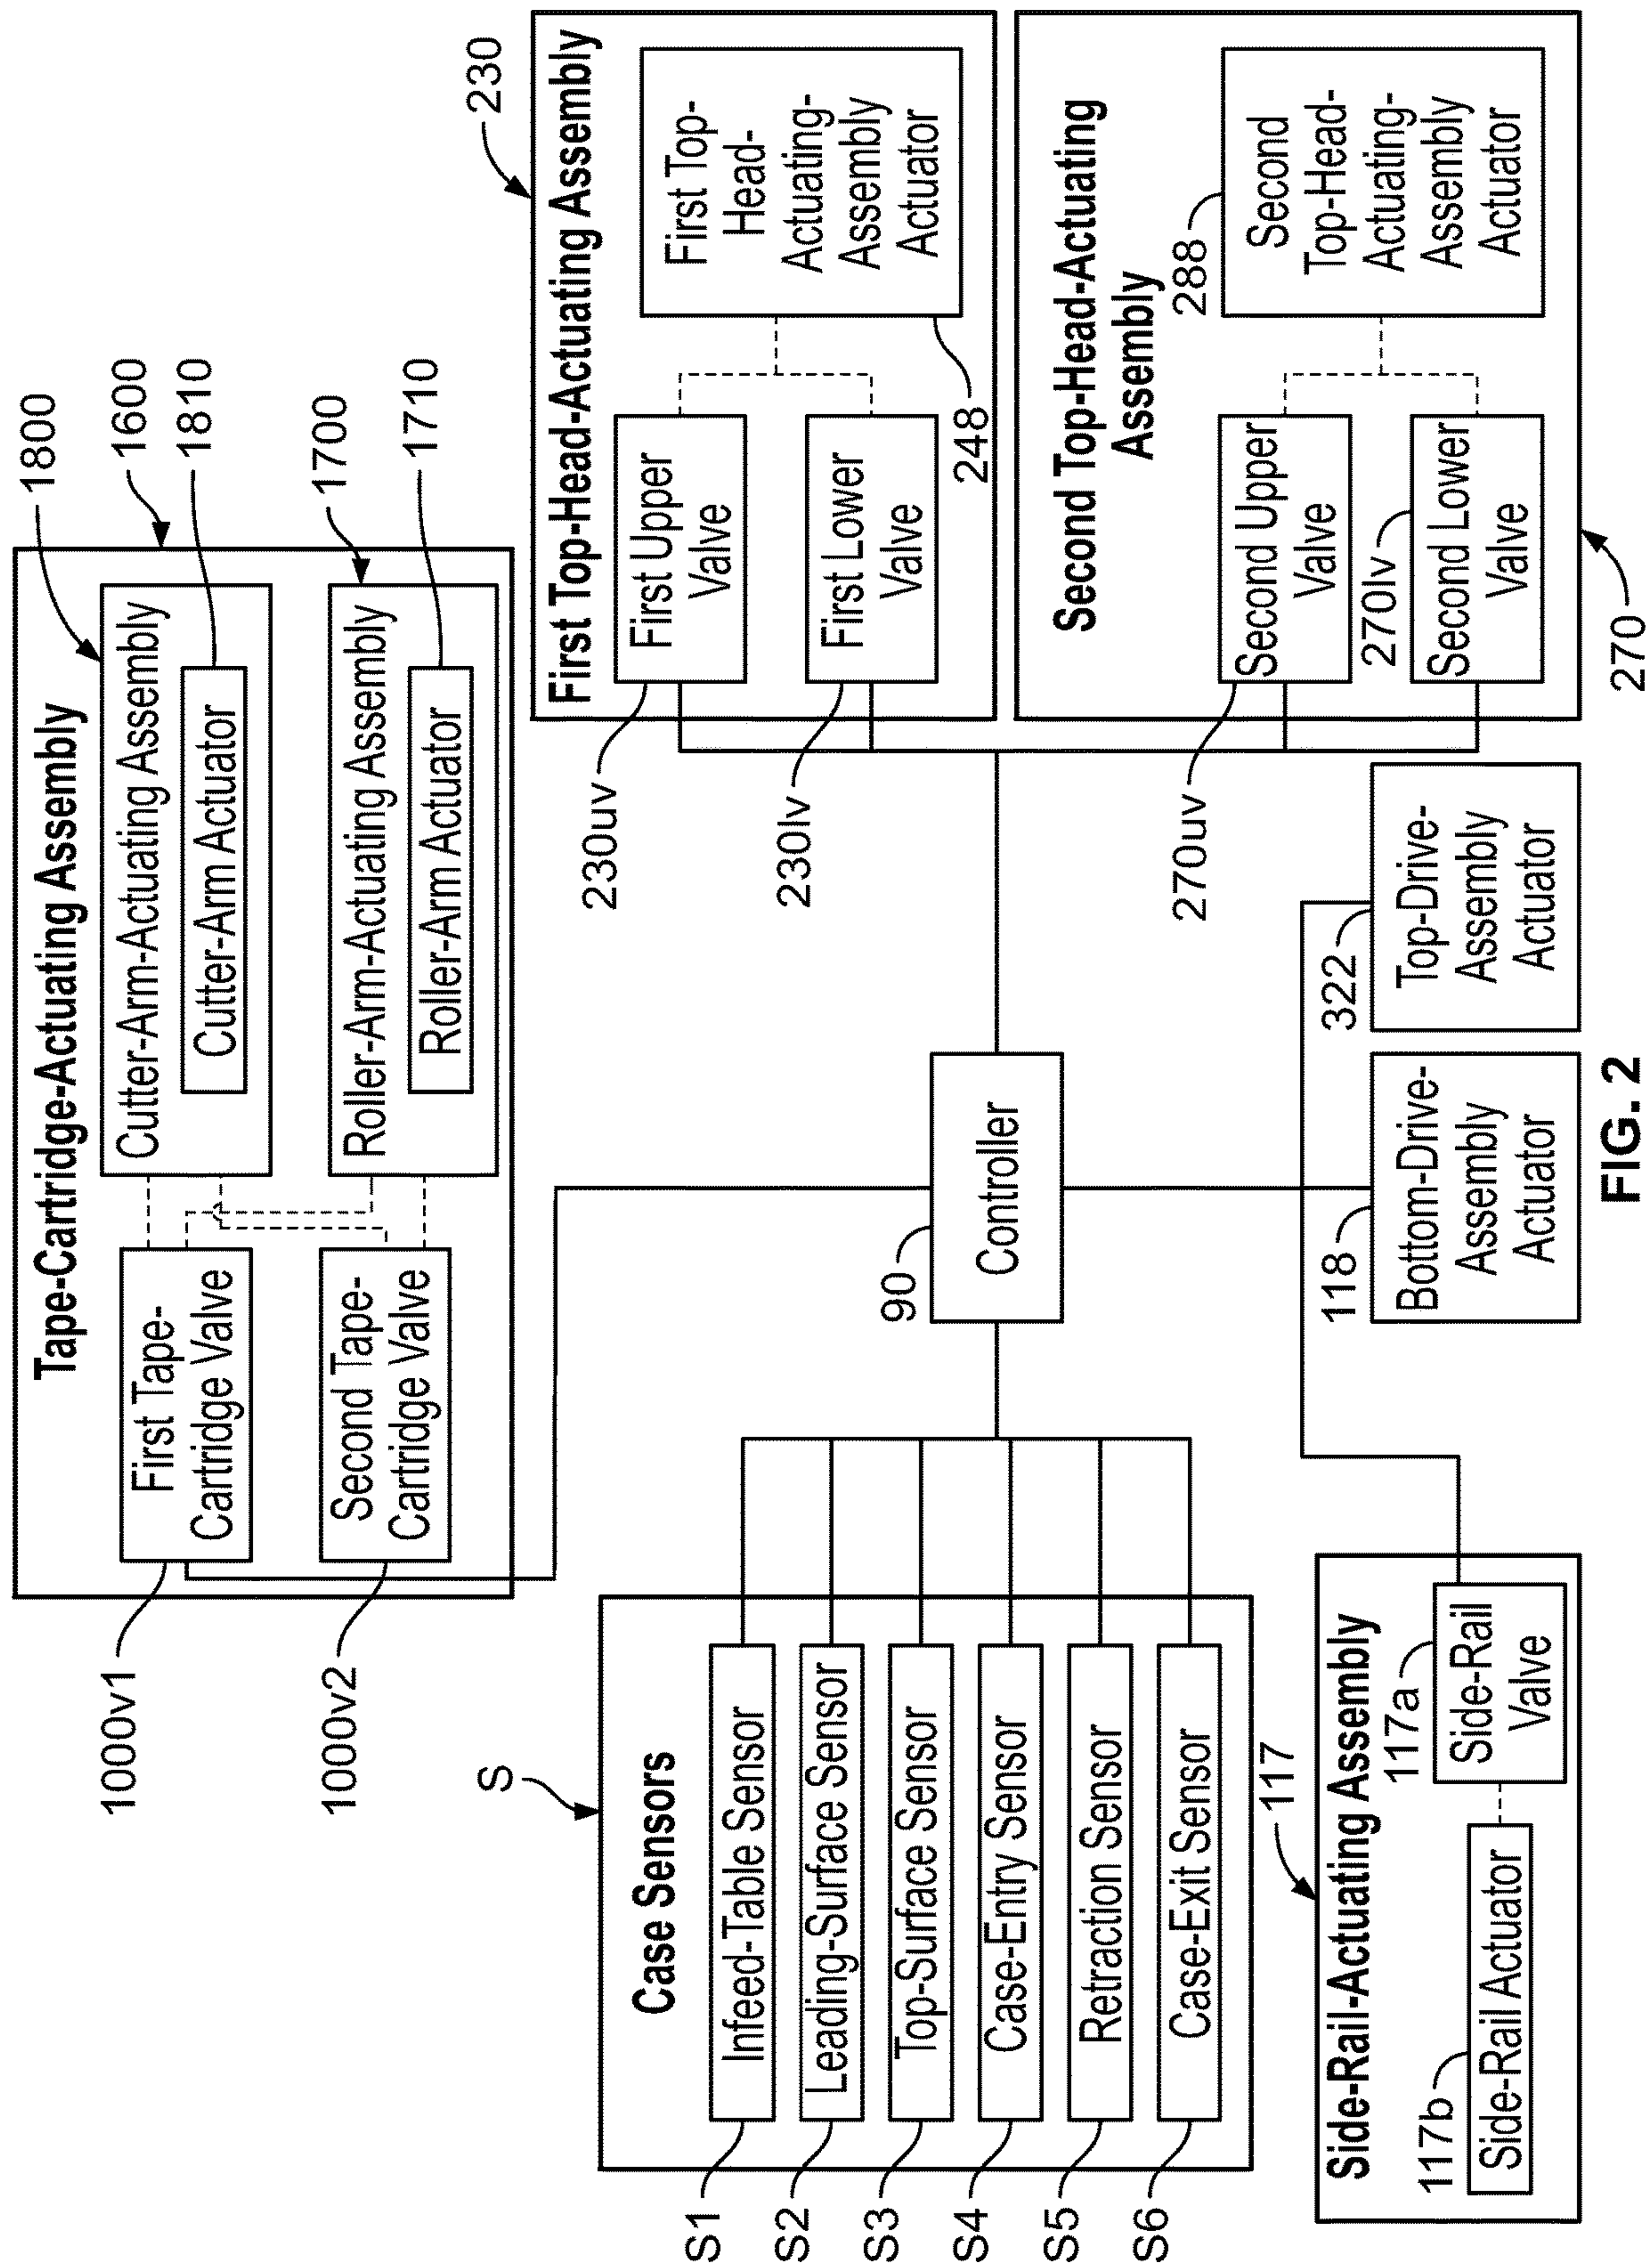 Tape-Cartridge-Actuating Assembly
1000v1
First Tape-
Cartridge Valve
1000v2
Second Tape-
Cartridge Valve
Cutter-Arm-Actuating Assembly
Cutter-Arm Actuator
Roller-Arm-Actuating Assembly
Roller-Arm Actuator
1800
1600
1810
1700
1710
S
Case Sensors
S1
Infeed-Table Sensor
S2
Leading-Surface Sensor
S3
Top-Surface Sensor
S4
Case-Entry Sensor
S5
Retraction Sensor
S6
Case-Exit Sensor
90
Controller
230
First Top-Head-Actuating Assembly
230uv
First Upper
Valve
230lv
First Lower
Valve
First Top-
Head-
Actuating-
Assembly
Actuator
248
Second Top-Head-Actuating
Assembly
270uv
Second Upper
Valve
270lv
Second Lower
Valve
288
Second
Top-Head-
Actuating-
Assembly
Actuator
270
117
Side-Rail-Actuating Assembly
117b
Side-Rail Actuator
117a
Side-Rail
Valve
118
Bottom-Drive-
Assembly
Actuator
322
Top-Drive-
Assembly
Actuator
FIG. 2